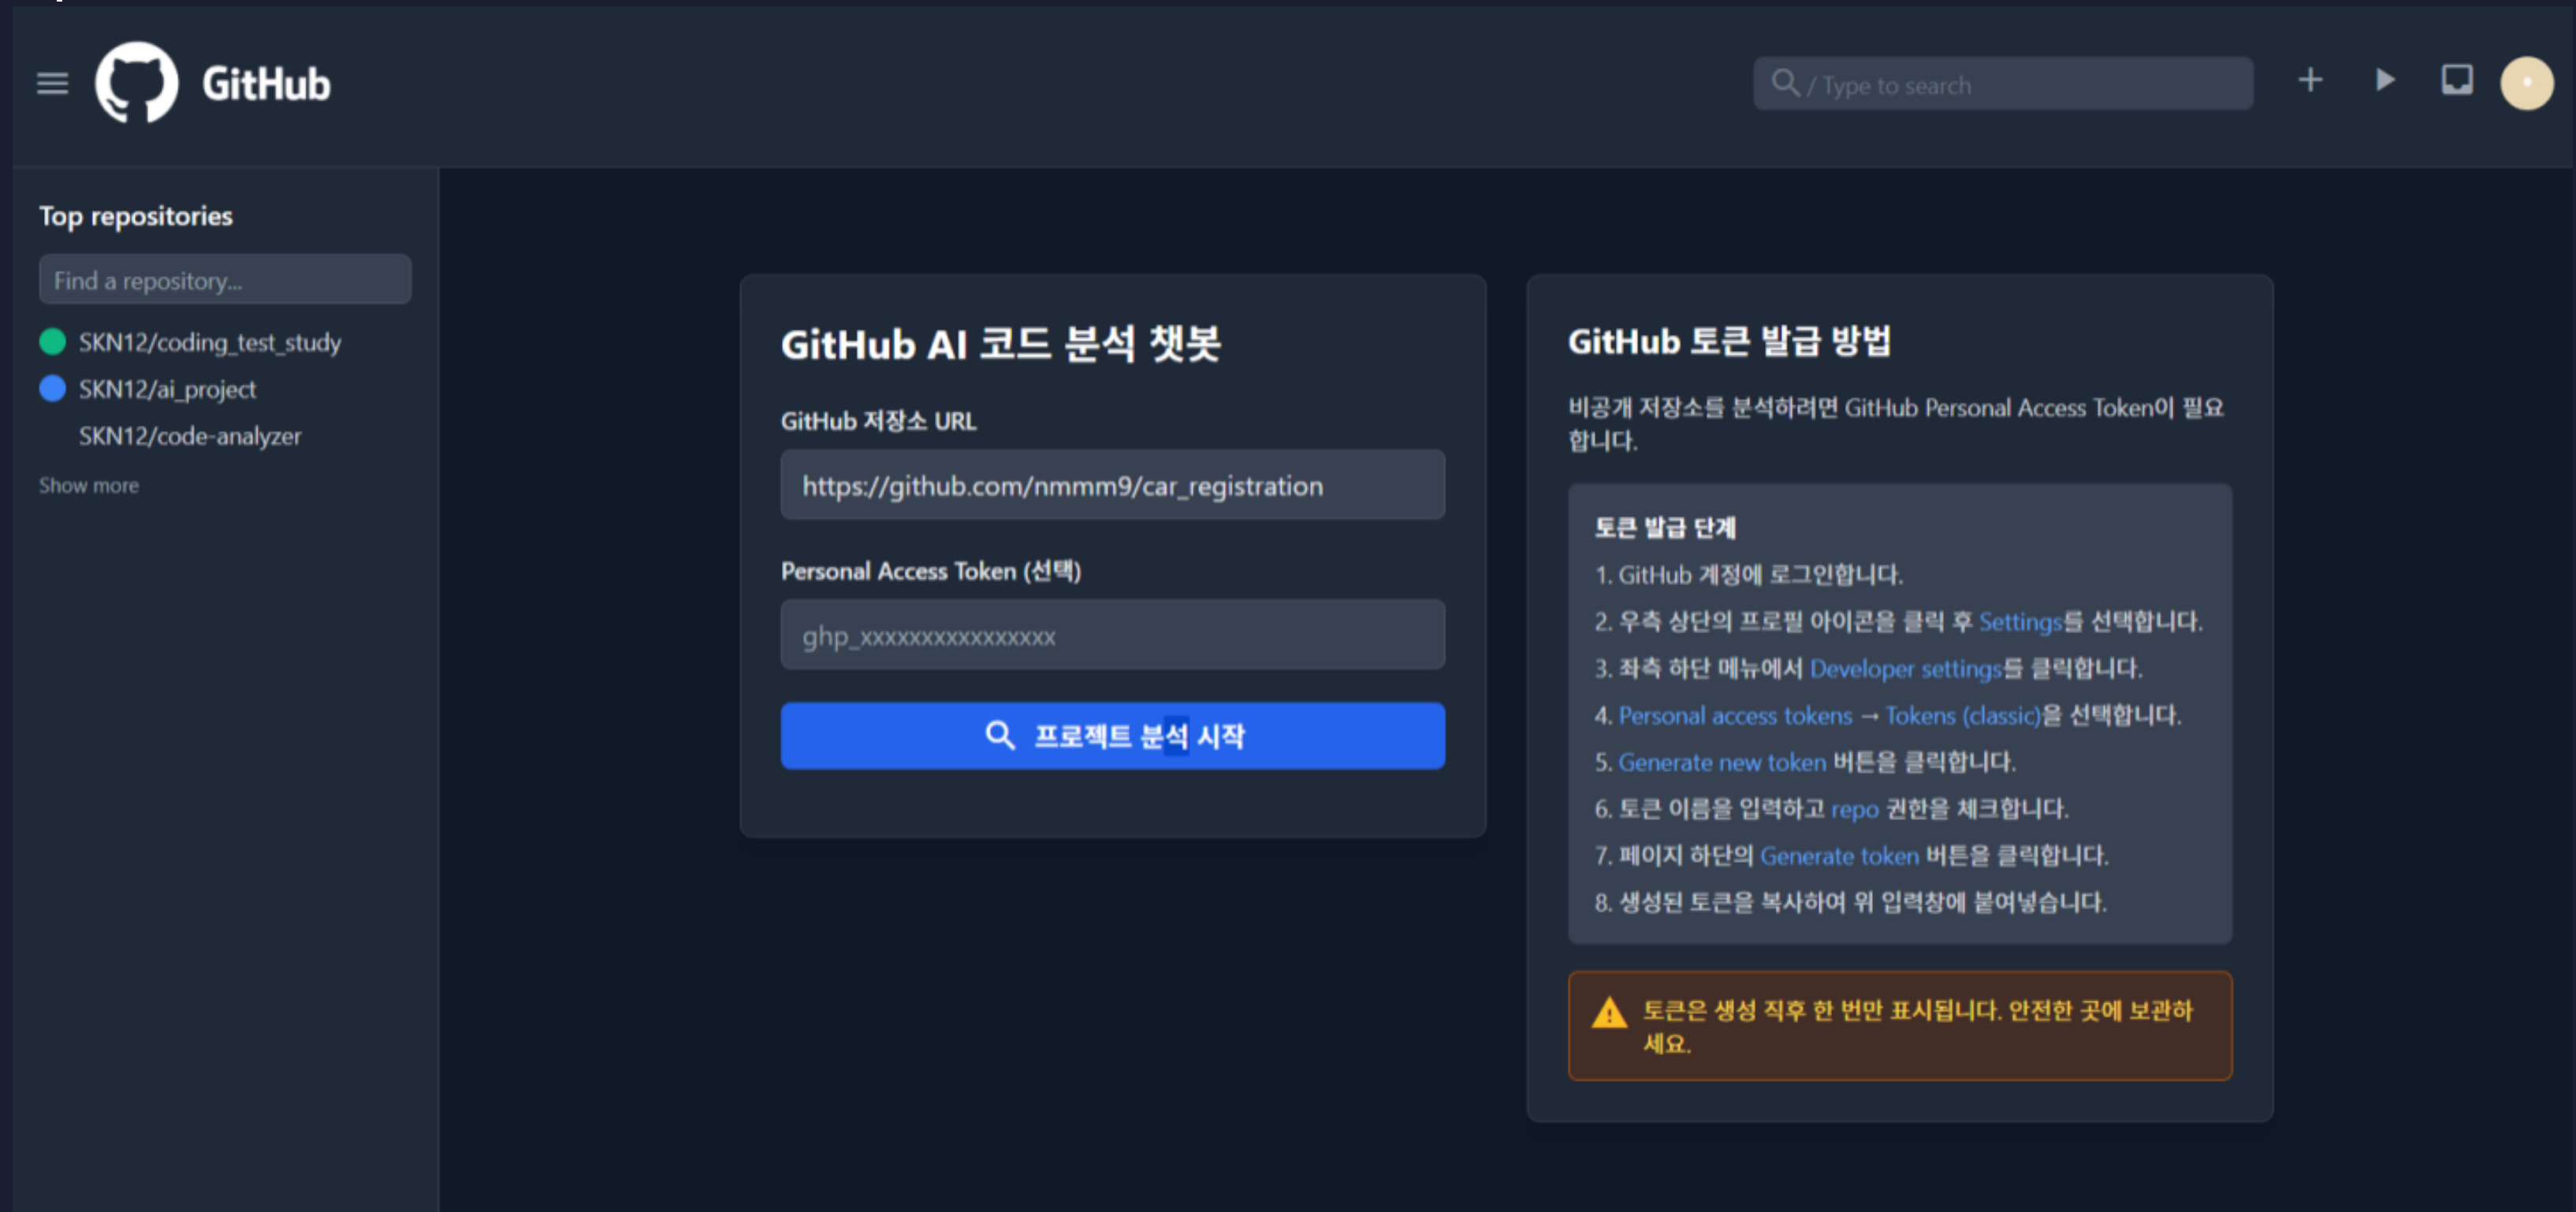 GitHub
/ Type to search
Top repositories
Find a repository...
SKN12/coding_test_study
SKN12/ai_project
SKN12/code-analyzer
Show more
GitHub AI 코드 분석 챗봇
GitHub 저장소 URL
https://github.com/nmmm9/car_registration
Personal Access Token (선택)
ghp_xxxxxxxxxxxxxxxx
프로젝트 분석 시작
GitHub 토큰 발급 방법
비공개 저장소를 분석하려면 GitHub Personal Access Token이 필요
합니다.
토큰 발급 단계
1. GitHub 계정에 로그인합니다.
2. 우측 상단의 프로필 아이콘을 클릭 후 Settings를 선택합니다.
3. 좌측 하단 메뉴에서 Developer settings를 클릭합니다.
4. Personal access tokens → Tokens (classic)을 선택합니다.
5. Generate new token 버튼을 클릭합니다.
6. 토큰 이름을 입력하고 repo 권한을 체크합니다.
7. 페이지 하단의 Generate token 버튼을 클릭합니다.
8. 생성된 토큰을 복사하여 위 입력창에 붙여넣습니다.
토큰은 생성 직후 한 번만 표시됩니다. 안전한 곳에 보관하
세요.